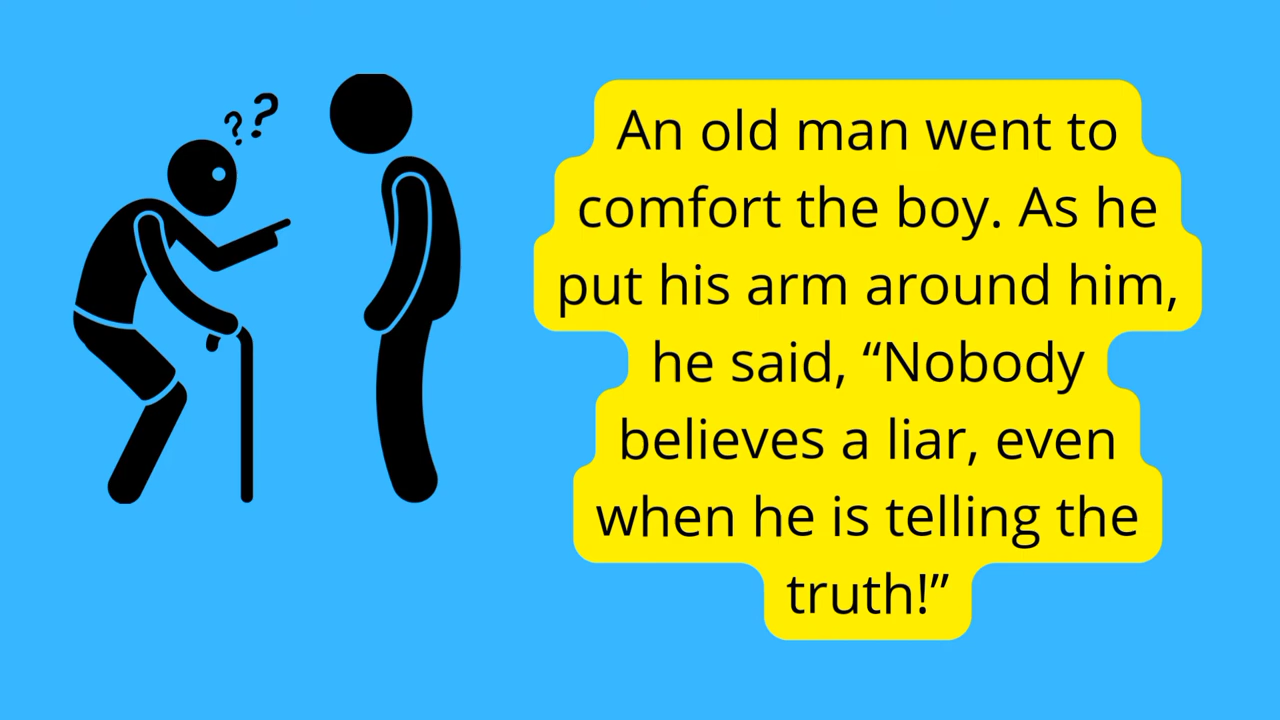 ? ?
An old man went to
comfort the boy. As he
put his arm around him,
he said, “Nobody
believes a liar, even
when he is telling the
truth!”